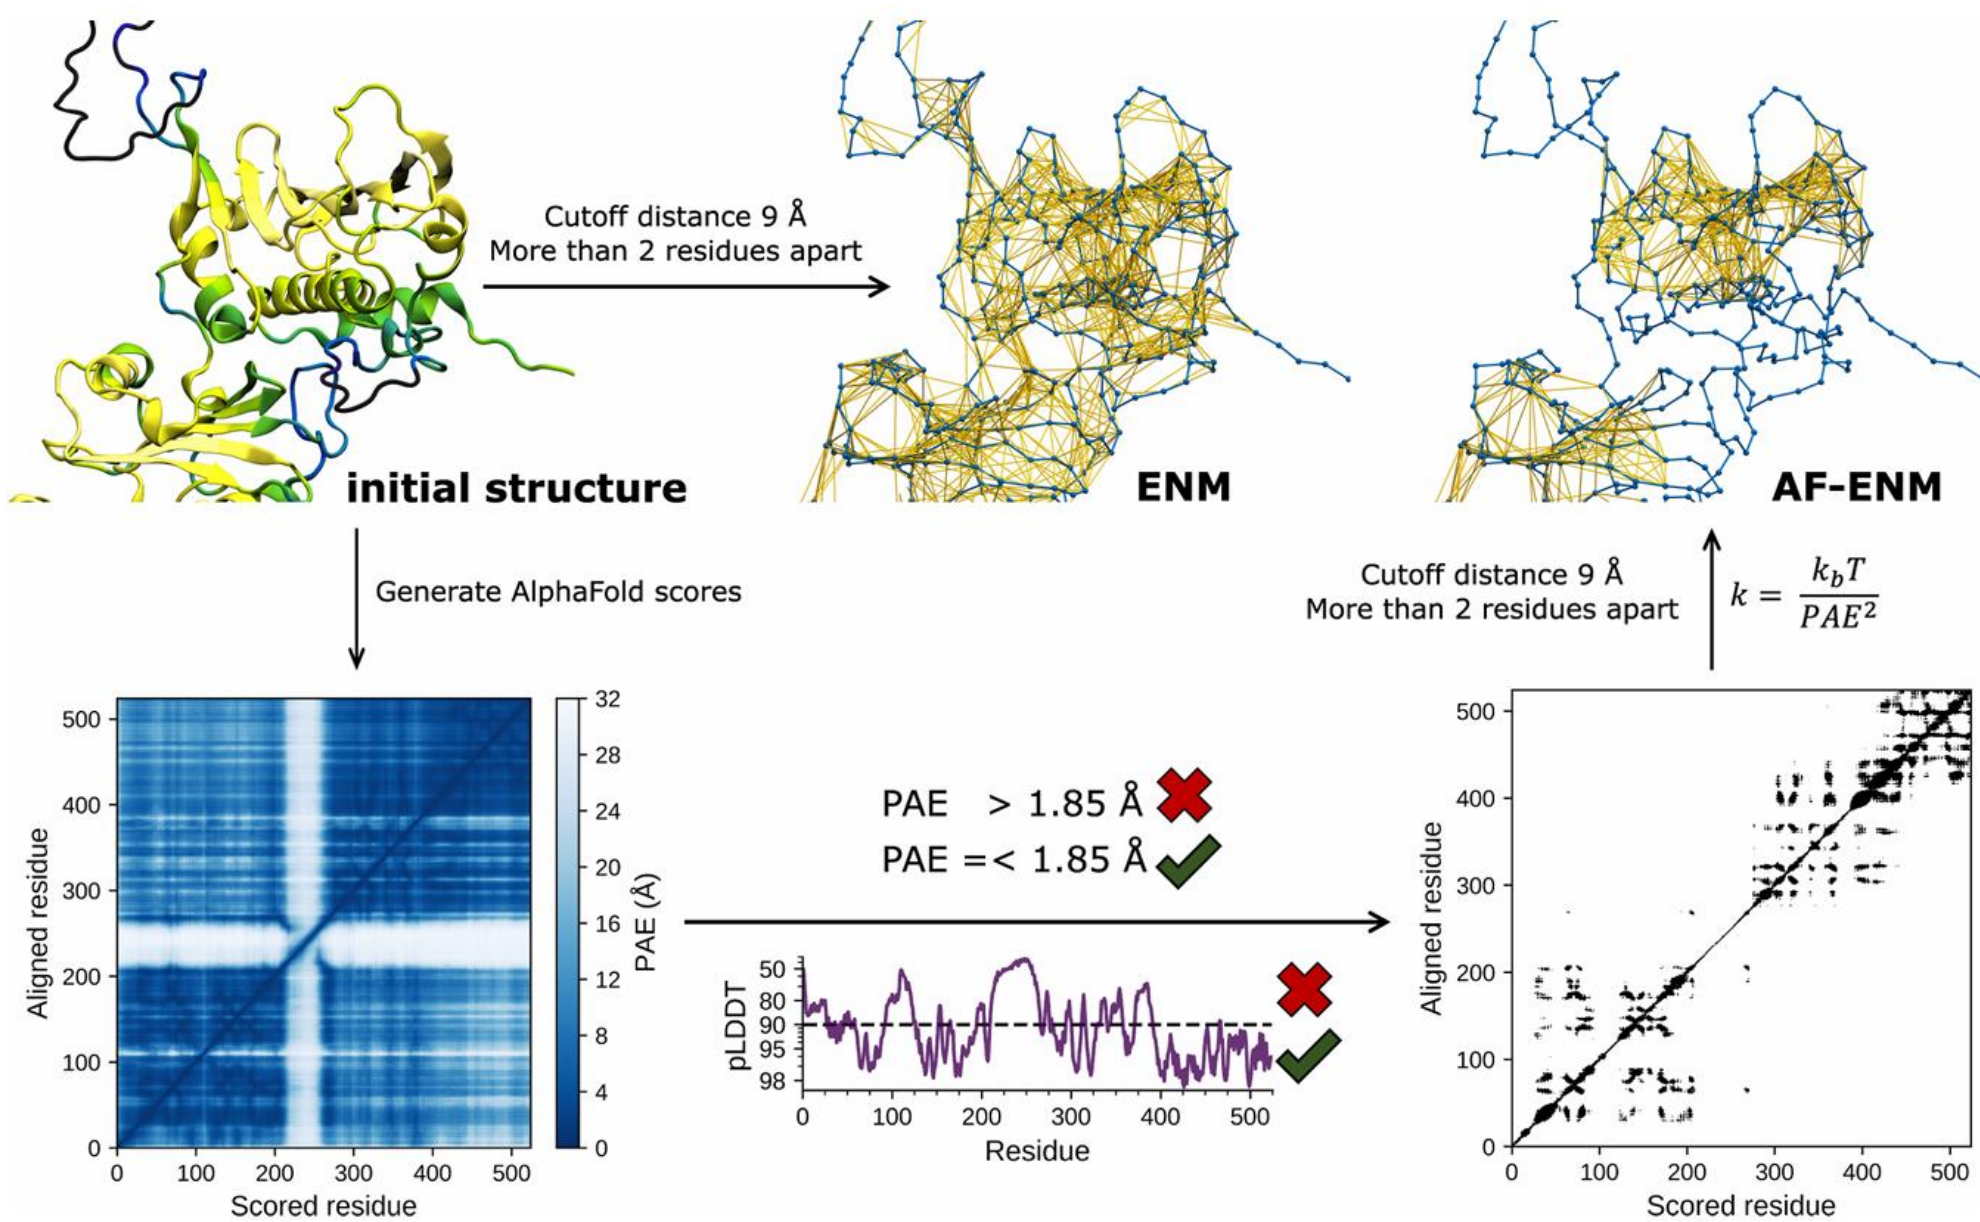 Cutoff distance 9 Å
More than 2 residues apart
initial structure
ENM
AF-ENM
Generate AlphaFold scores
Cutoff distance 9 Å
More than 2 residues apart
k = k_bT / PAE²
500
400
300
200
100
0
Aligned residue
0 100 200 300 400 500
Scored residue
32
28
24
20
16
12
8
4
0
PAE (Å)
PAE > 1.85 Å
PAE =< 1.85 Å
50
80
90
95
98
pLDDT
0 100 200 300 400 500
Residue
500
400
300
200
100
0
Aligned residue
0 100 200 300 400 500
Scored residue